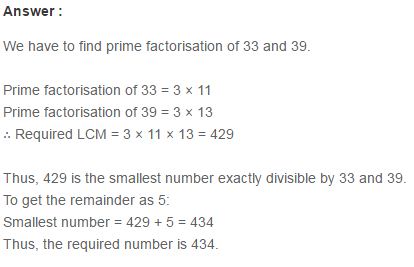 Answer :
We have to find prime factorisation of 33 and 39.
Prime factorisation of 33 = 3 × 11
Prime factorisation of 39 = 3 × 13
∴ Required LCM = 3 × 11 × 13 = 429
Thus, 429 is the smallest number exactly divisible by 33 and 39.
To get the remainder as 5:
Smallest number = 429 + 5 = 434
Thus, the required number is 434.